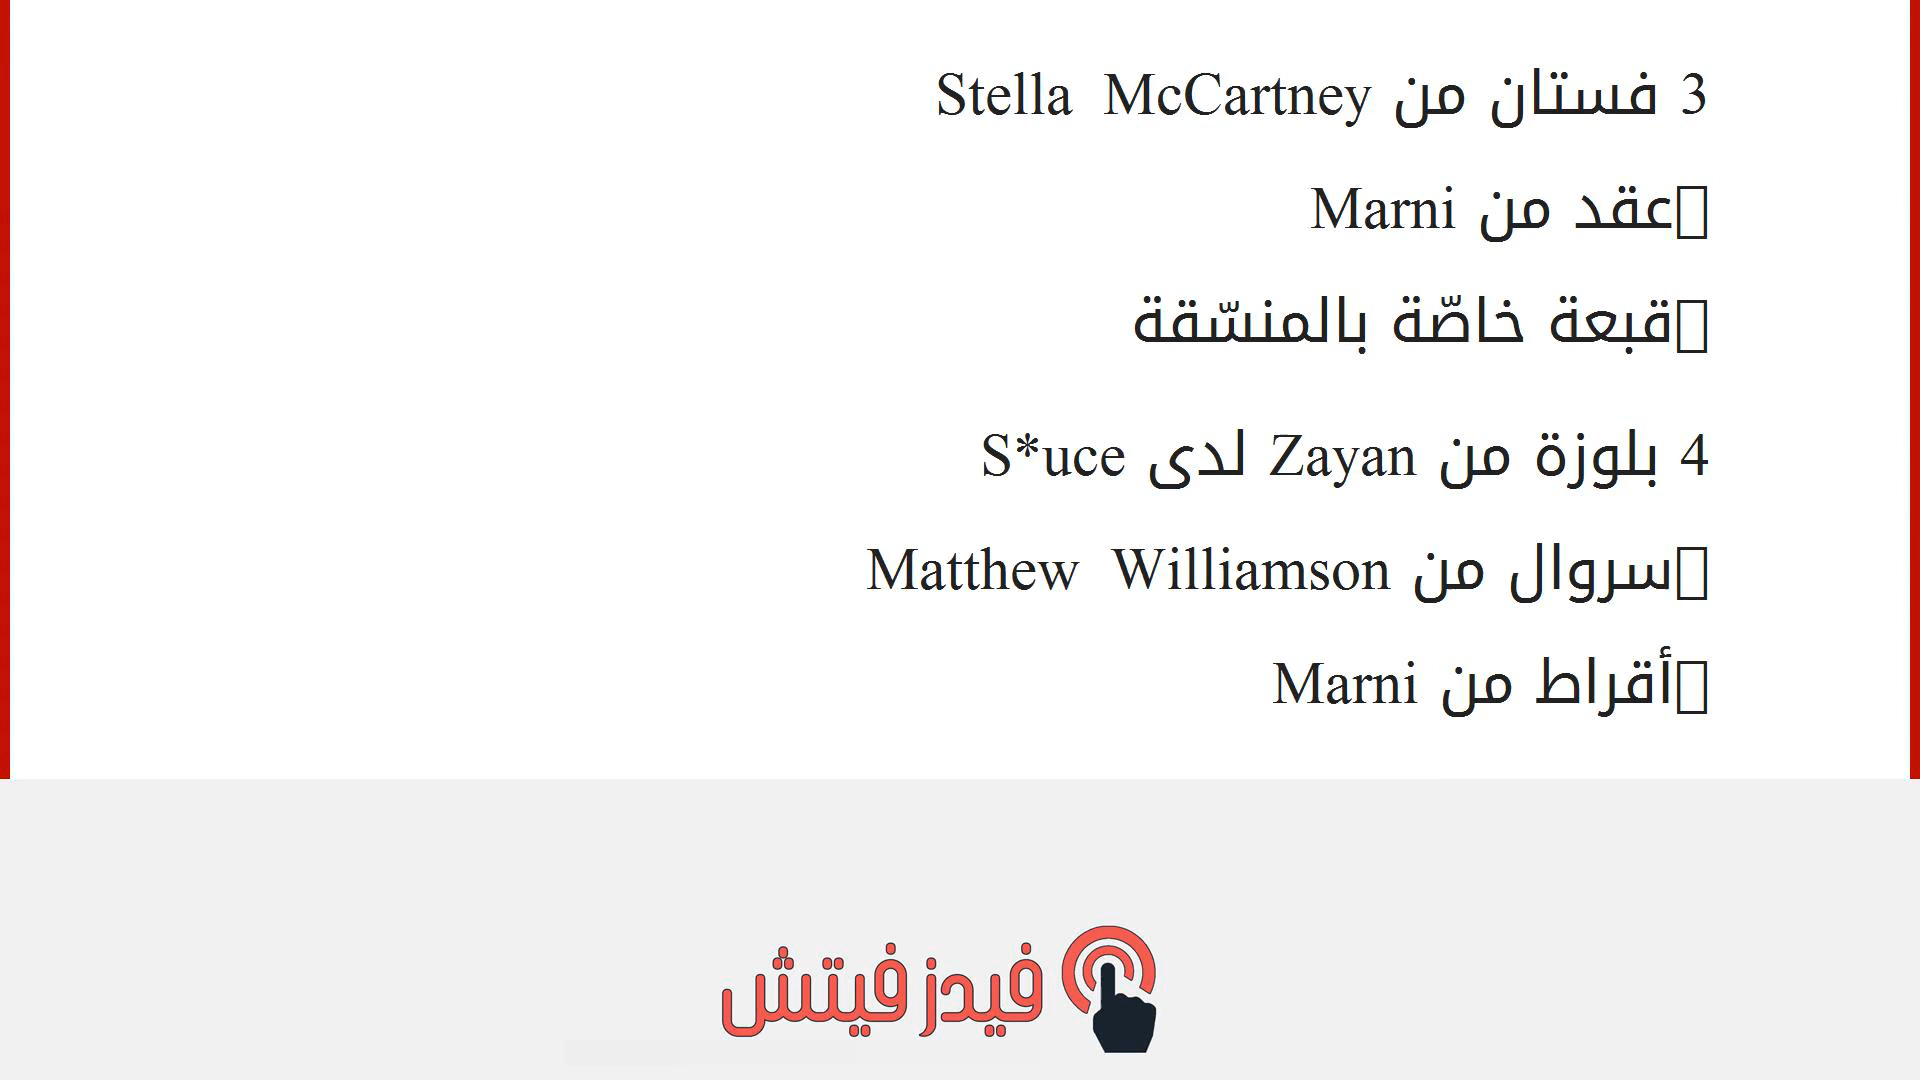 3 فستان من Stella McCartney
عقد من Marni
قبعة خاصّة بالمنسّقة
4 بلوزة من Zayan لدى S*uce
سروال من Matthew Williamson
أقراط من Marni
فيدز فيتش